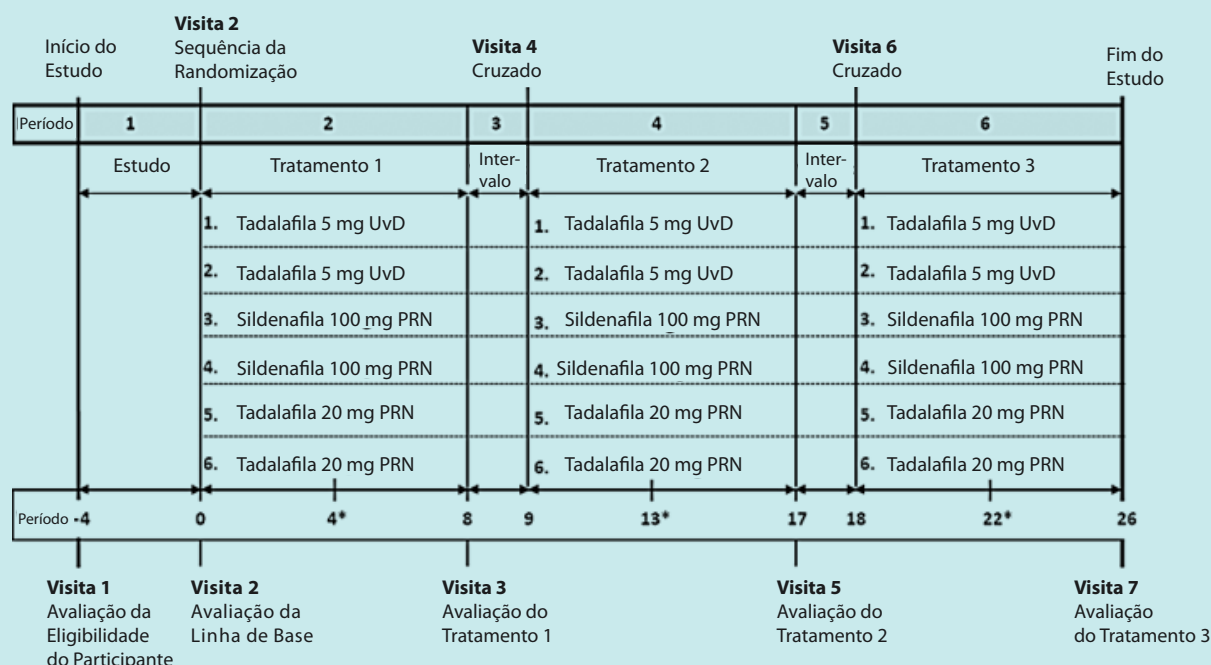 Início do
Estudo
Visita 2
Sequência da
Randomização
Visita 4
Cruzado
Visita 6
Cruzado
Fim do
Estudo
Período 1 2 3 4 5 6
Estudo
Tratamento 1
Inter-
valo
Tratamento 2
Inter-
valo
Tratamento 3
1. Tadalafila 5 mg UvD
2. Tadalafila 5 mg UvD
3. Sildenafila 100 mg PRN
4. Sildenafila 100 mg PRN
5. Tadalafila 20 mg PRN
6. Tadalafila 20 mg PRN
1. Tadalafila 5 mg UvD
2. Tadalafila 5 mg UvD
3. Sildenafila 100 mg PRN
4. Sildenafila 100 mg PRN
5. Tadalafila 20 mg PRN
6. Tadalafila 20 mg PRN
1. Tadalafila 5 mg UvD
2. Tadalafila 5 mg UvD
3. Sildenafila 100 mg PRN
4. Sildenafila 100 mg PRN
5. Tadalafila 20 mg PRN
6. Tadalafila 20 mg PRN
Período -4 0 4* 8 9 13* 17 18 22* 26
Visita 1
Avaliação da
Eligibilidade
do Participante
Visita 2
Avaliação da
Linha de Base
Visita 3
Avaliação do
Tratamento 1
Visita 5
Avaliação do
Tratamento 2
Visita 7
Avaliação
do Tratamento 3